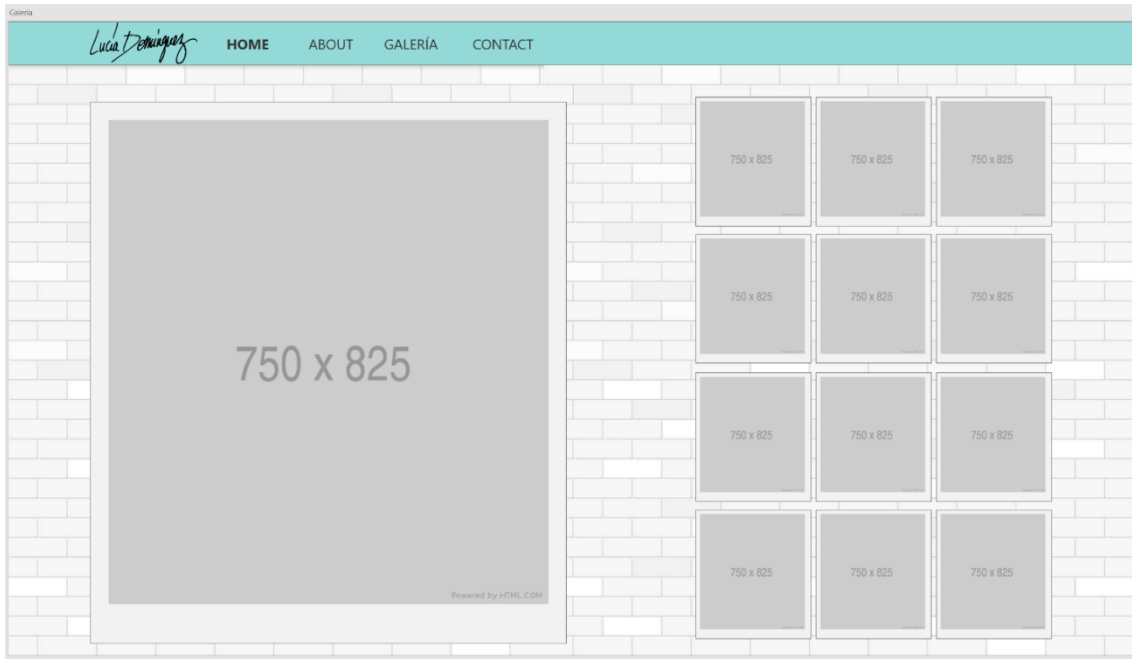 Galería
Lucía Domínguez HOME ABOUT GALERÍA CONTACT
750 x 825
Powered by HTML.COM
750 x 825 750 x 825 750 x 825
750 x 825 750 x 825 750 x 825
750 x 825 750 x 825 750 x 825
750 x 825 750 x 825 750 x 825